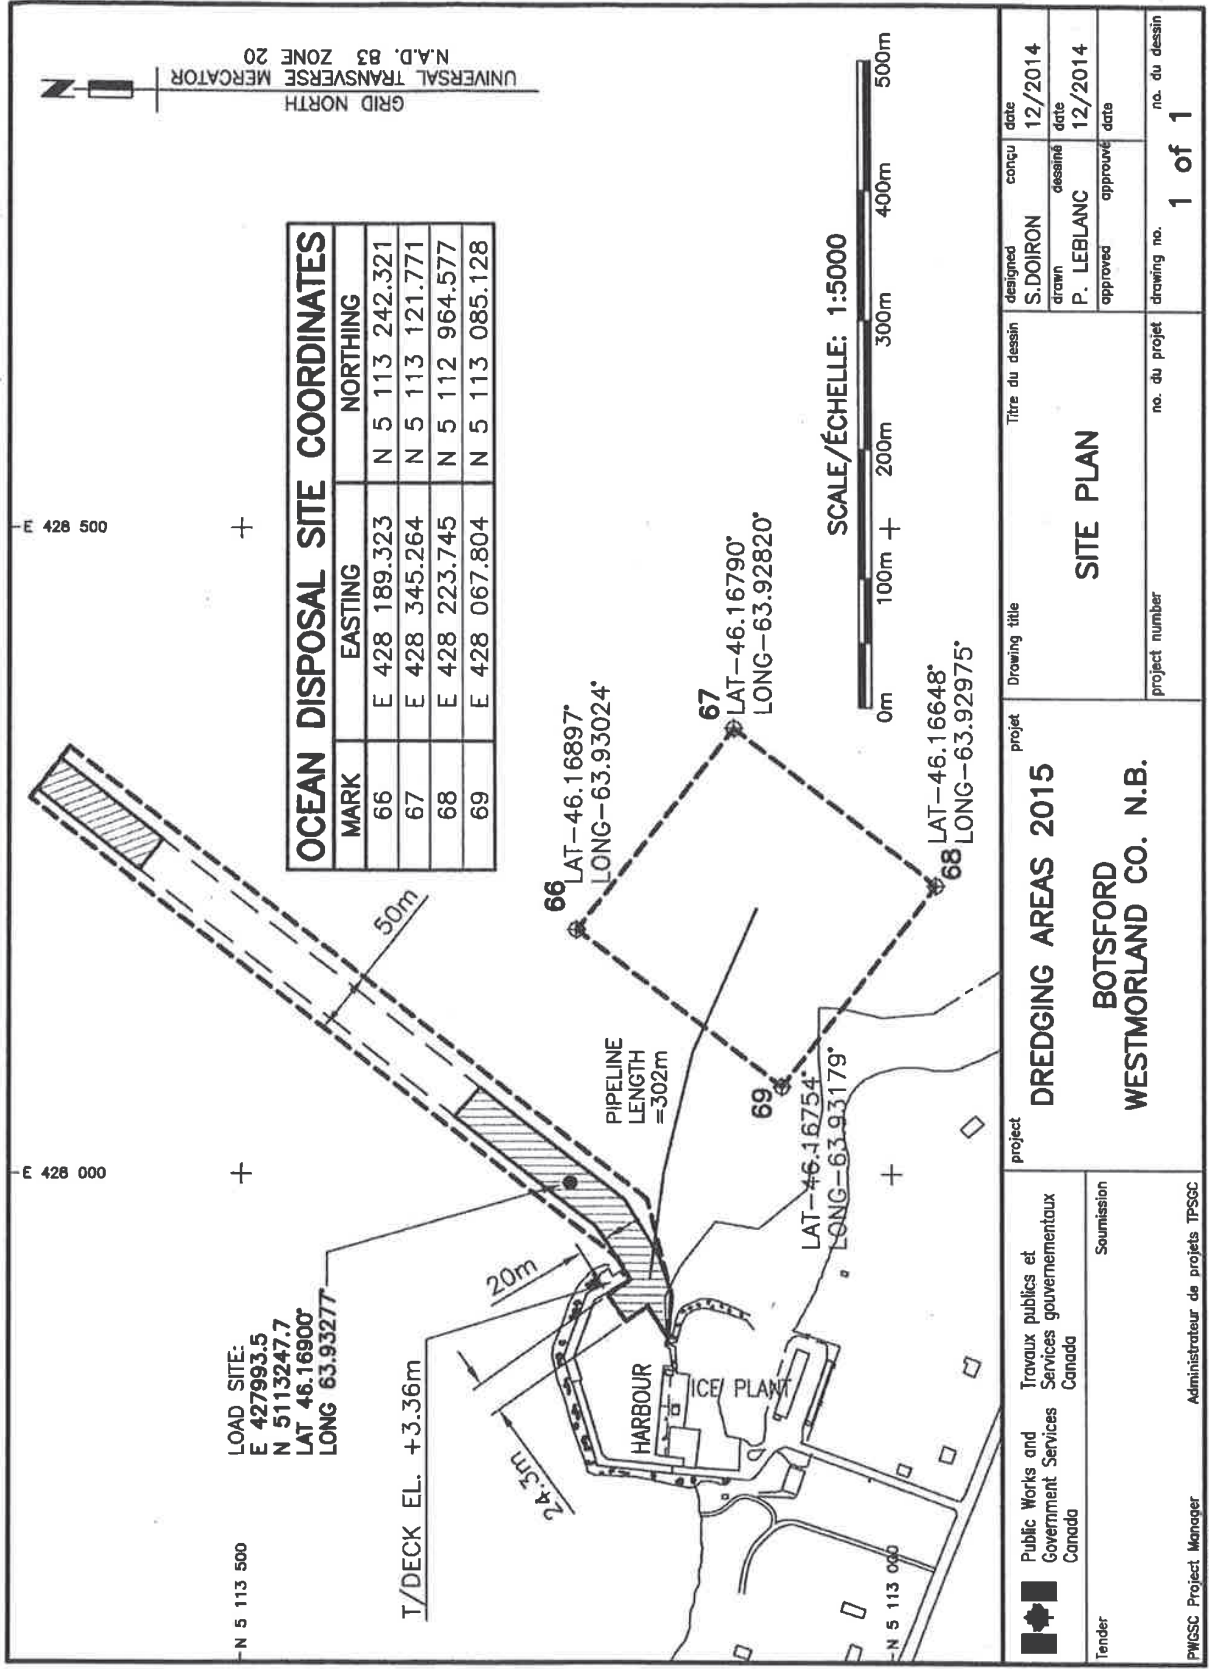 GRID NORTH
UNIVERSAL TRANSVERSE MERCATOR
N.A.D. 83 ZONE 20
N
E 428 000
E 428 500
N 5 113 500
N 5 113 000
LOAD SITE:
E 427993.5
N 5113247.7
LAT 46.16900°
LONG 63.93277°
T/DECK EL. +3.36m
24.3m
20m
50m
HARBOUR
ICE PLANT
PIPELINE
LENGTH
=302m
OCEAN DISPOSAL SITE COORDINATES
MARK EASTING NORTHING
66 E 428 189.323 N 5 113 242.321
67 E 428 345.264 N 5 113 121.771
68 E 428 223.745 N 5 112 964.577
69 E 428 067.804 N 5 113 085.128
66
LAT-46.16897°
LONG-63.93024°
67
LAT-46.16790°
LONG-63.92820°
68
LAT-46.16648°
LONG-63.92975°
69
LAT-46.16754°
LONG-63.93179°
SCALE/ÉCHELLE: 1:5000
0m 100m 200m 300m 400m 500m
Public Works and
Government Services
Canada
Travaux publics et
Services gouvernementaux
Canada
Tender Soumission
PWGSC Project Manager Administrateur de projets TPSGC
project projet
DREDGING AREAS 2015
BOTSFORD
WESTMORLAND CO. N.B.
Drawing title Titre du dessin
SITE PLAN
project number no. du projet
designed conçu date
S.DOIRON 12/2014
drawn dessiné date
P. LEBLANC 12/2014
approved approuvé date
drawing no. no. du dessin
1 of 1